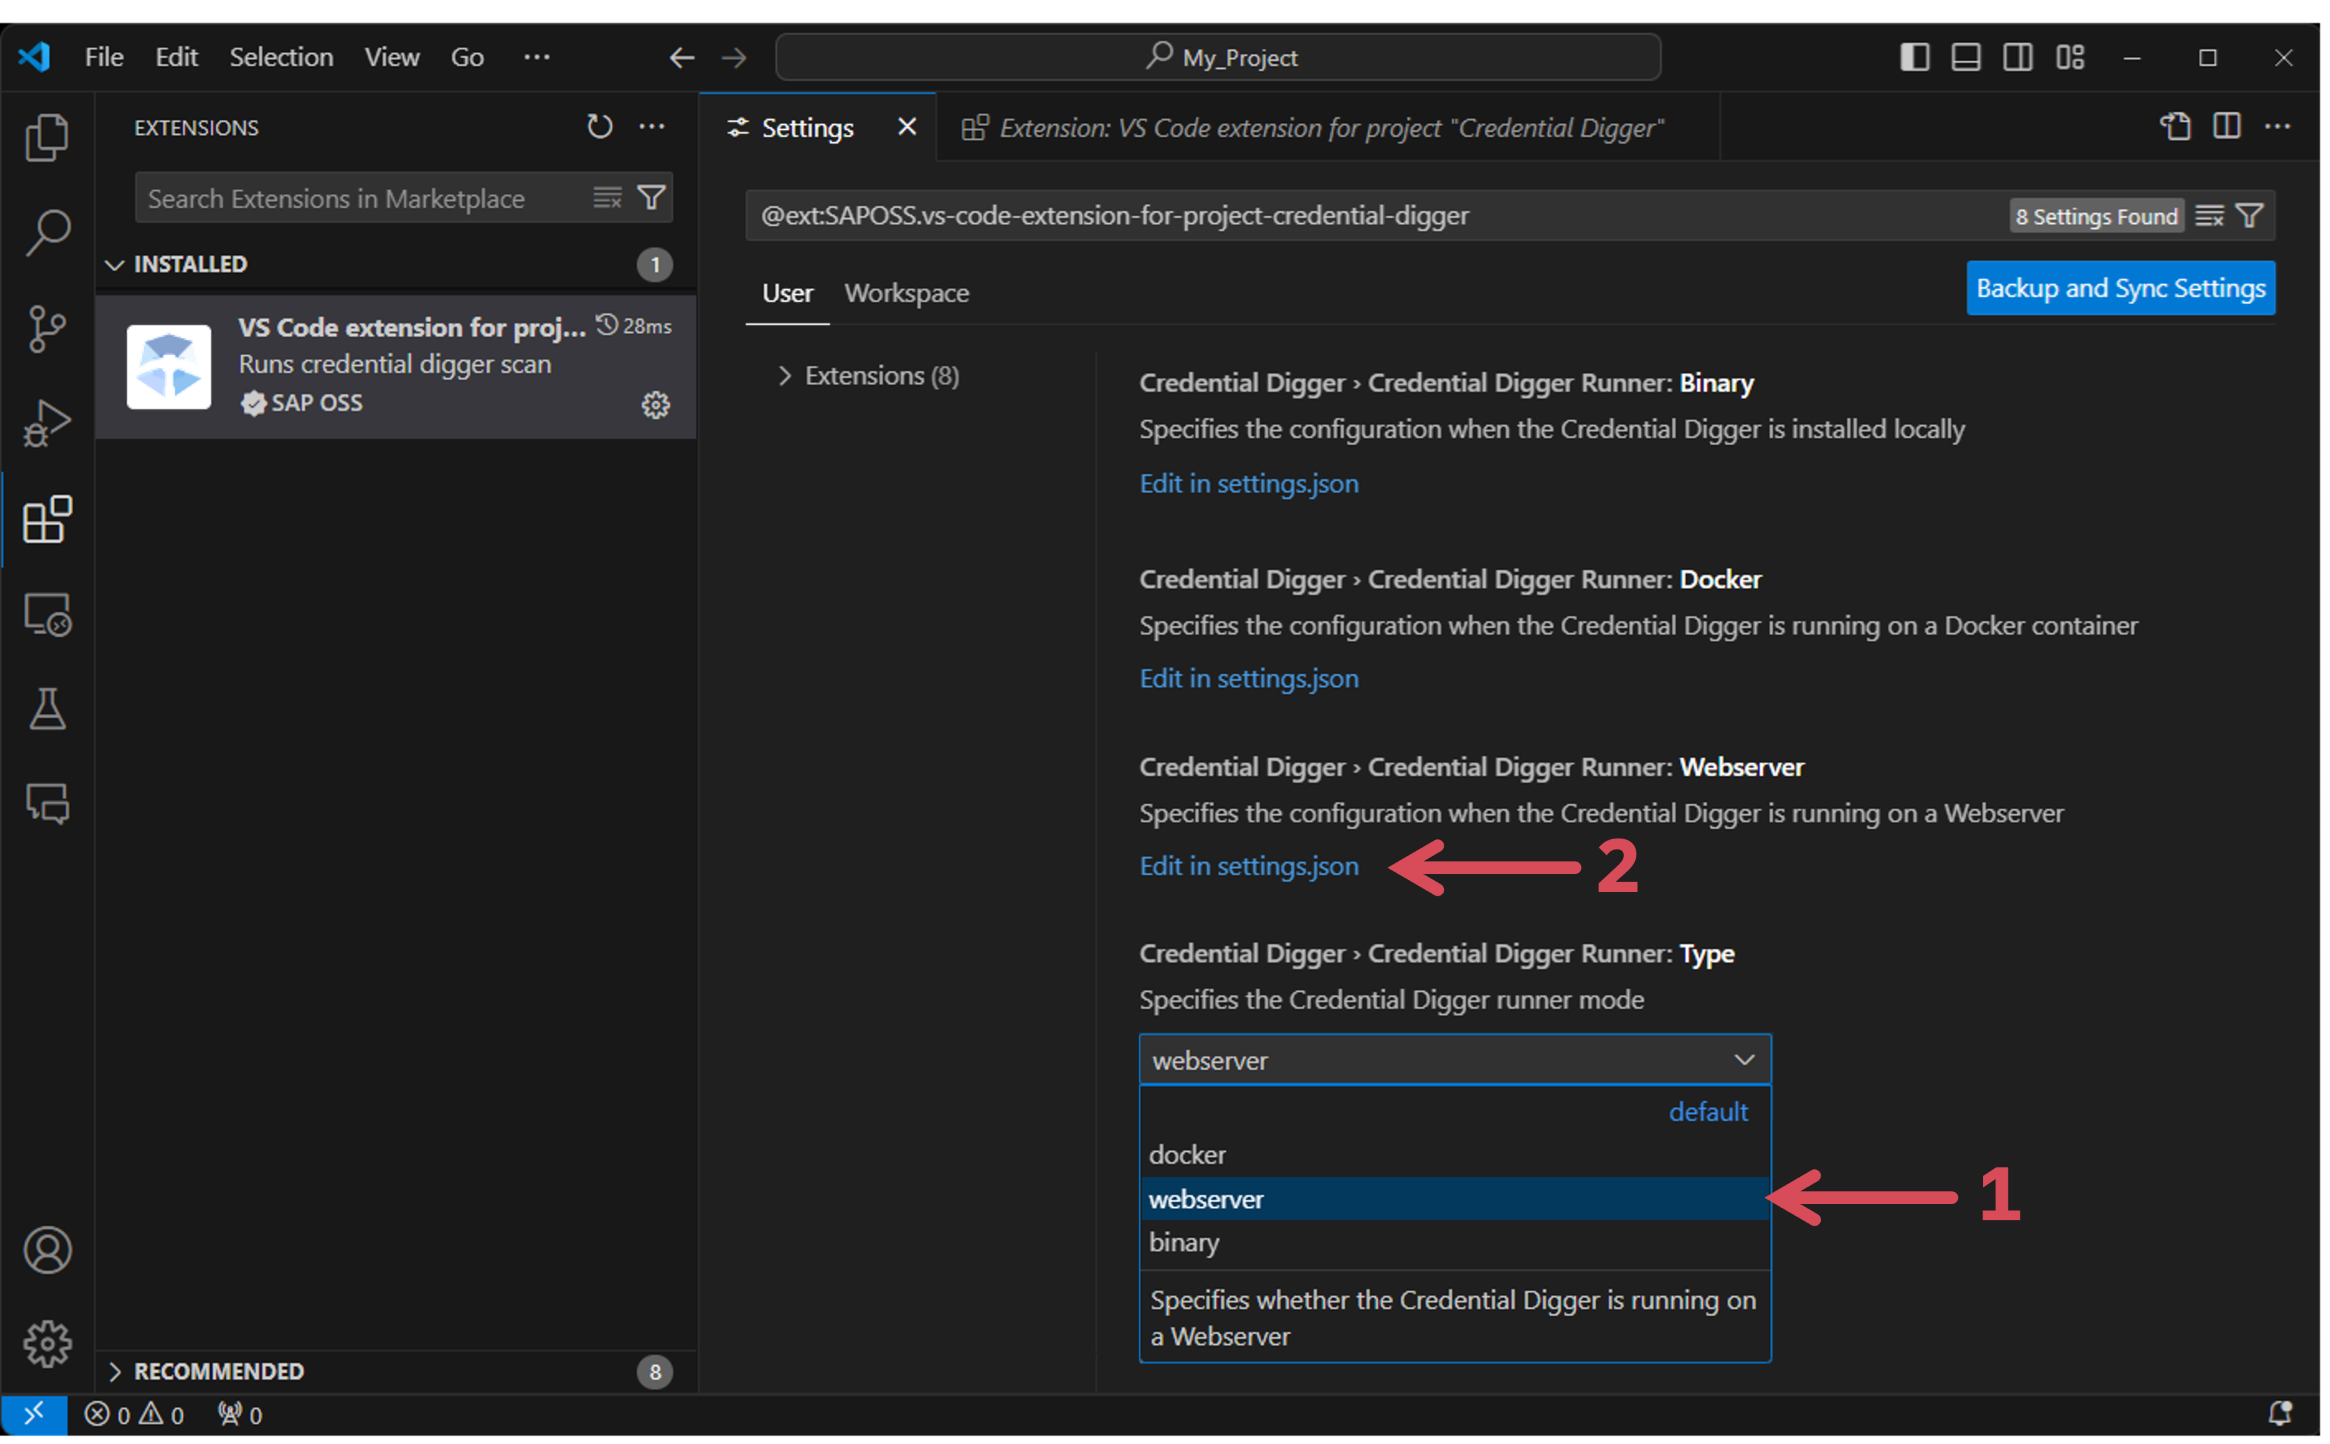 File Edit Selection View Go ···
My_Project
EXTENSIONS
Search Extensions in Marketplace
INSTALLED
1
VS Code extension for proj... 28ms
Runs credential digger scan
SAP OSS
RECOMMENDED
8
Settings
Extension: VS Code extension for project "Credential Digger"
@ext:SAPOSS.vs-code-extension-for-project-credential-digger
8 Settings Found
User Workspace
Backup and Sync Settings
Extensions (8)
Credential Digger › Credential Digger Runner: Binary
Specifies the configuration when the Credential Digger is installed locally
Edit in settings.json
Credential Digger › Credential Digger Runner: Docker
Specifies the configuration when the Credential Digger is running on a Docker container
Edit in settings.json
Credential Digger › Credential Digger Runner: Webserver
Specifies the configuration when the Credential Digger is running on a Webserver
Edit in settings.json
2
Credential Digger › Credential Digger Runner: Type
Specifies the Credential Digger runner mode
webserver
default
docker
webserver
1
binary
Specifies whether the Credential Digger is running on
a Webserver
0 0 0